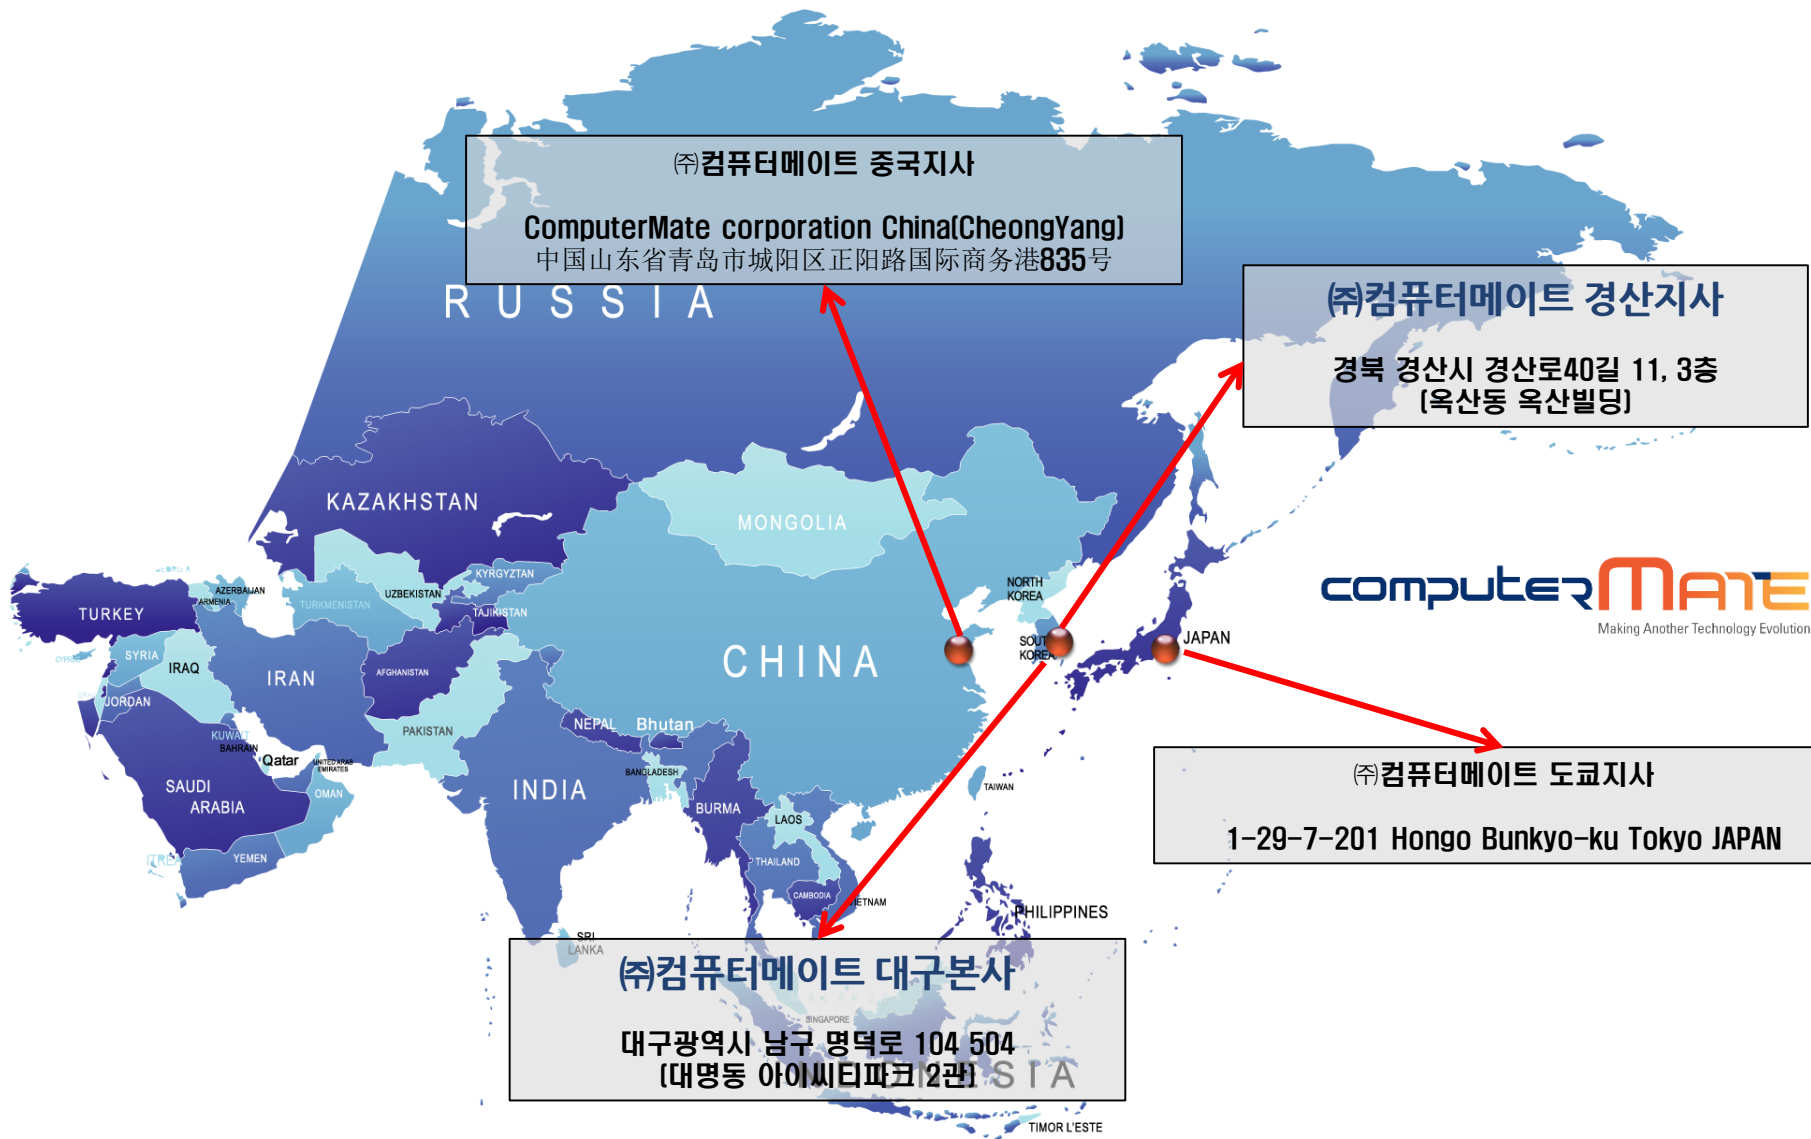 ㈜컴퓨터메이트 중국지사
ComputerMate corporation China(CheongYang)
中国山东省青岛市城阳区正阳路国际商务港835号
RUSSIA
㈜컴퓨터메이트 경산지사
경북 경산시 경산로40길 11, 3층
(옥산동 옥산빌딩)
KAZAKHSTAN
MONGOLIA
KYRGYZTAN
UZBEKISTAN
TURKMENISTAN
TAJIKISTAN
AZERBAIJAN
ARMENIA
TURKEY
NORTH
KOREA
SOUT
KOREA
JAPAN
computerMATE
Making Another Technology Evolution
CYPRUS
SYRIA
IRAQ
IRAN
AFGHANISTAN
CHINA
JORDAN
KUWAIT
BAHRAIN
Qatar
UNITED ARAB
EMIRATES
PAKISTAN
NEPAL
Bhutan
BANGLADESH
INDIA
BURMA
LAOS
TAIWAN
SAUDI
ARABIA
OMAN
YEMEN
THAILAND
CAMBODIA
VIETNAM
PHILIPPINES
SRI
LANKA
㈜컴퓨터메이트 도쿄지사
1-29-7-201 Hongo Bunkyo-ku Tokyo JAPAN
㈜컴퓨터메이트 대구본사
SINGAPORE
대구광역시 남구 명덕로 104 504
(대명동 아이씨티파크 2관)
INDONESIA
TIMOR L'ESTE